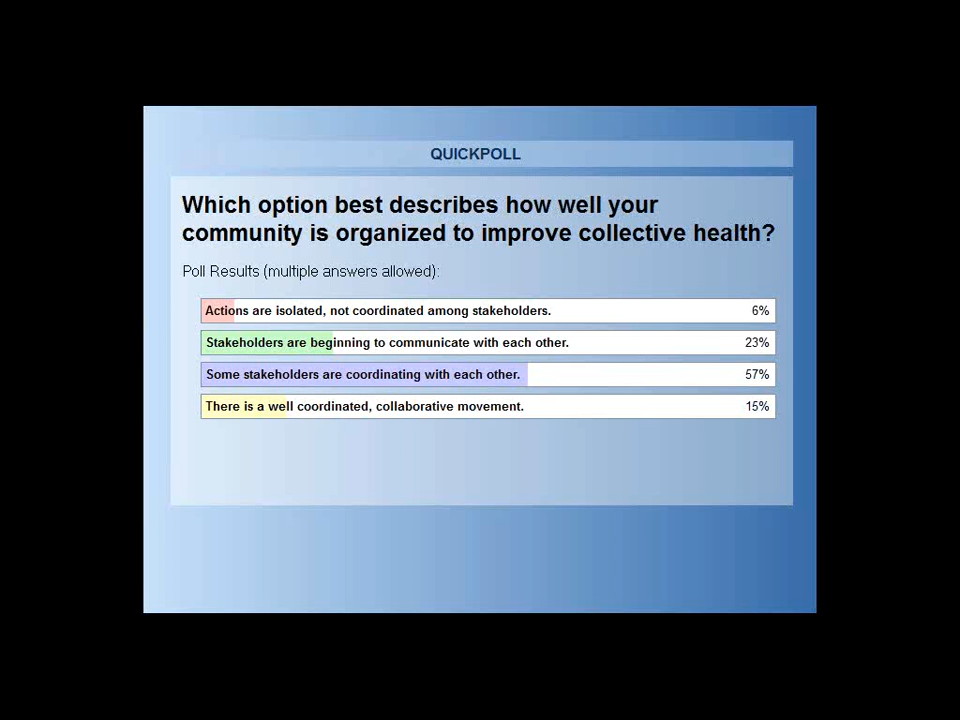 QUICKPOLL
Which option best describes how well your
community is organized to improve collective health?
Poll Results (multiple answers allowed):
Actions are isolated, not coordinated among stakeholders. 6%
Stakeholders are beginning to communicate with each other. 23%
Some stakeholders are coordinating with each other. 57%
There is a well coordinated, collaborative movement. 15%